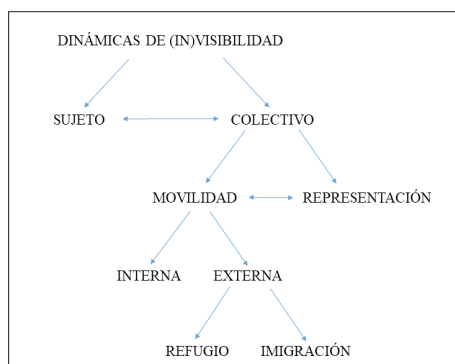 DINÁMICAS DE (IN)VISIBILIDAD
SUJETO COLECTIVO
MOVILIDAD REPRESENTACIÓN
INTERNA EXTERNA
REFUGIO IMIGRACIÓN